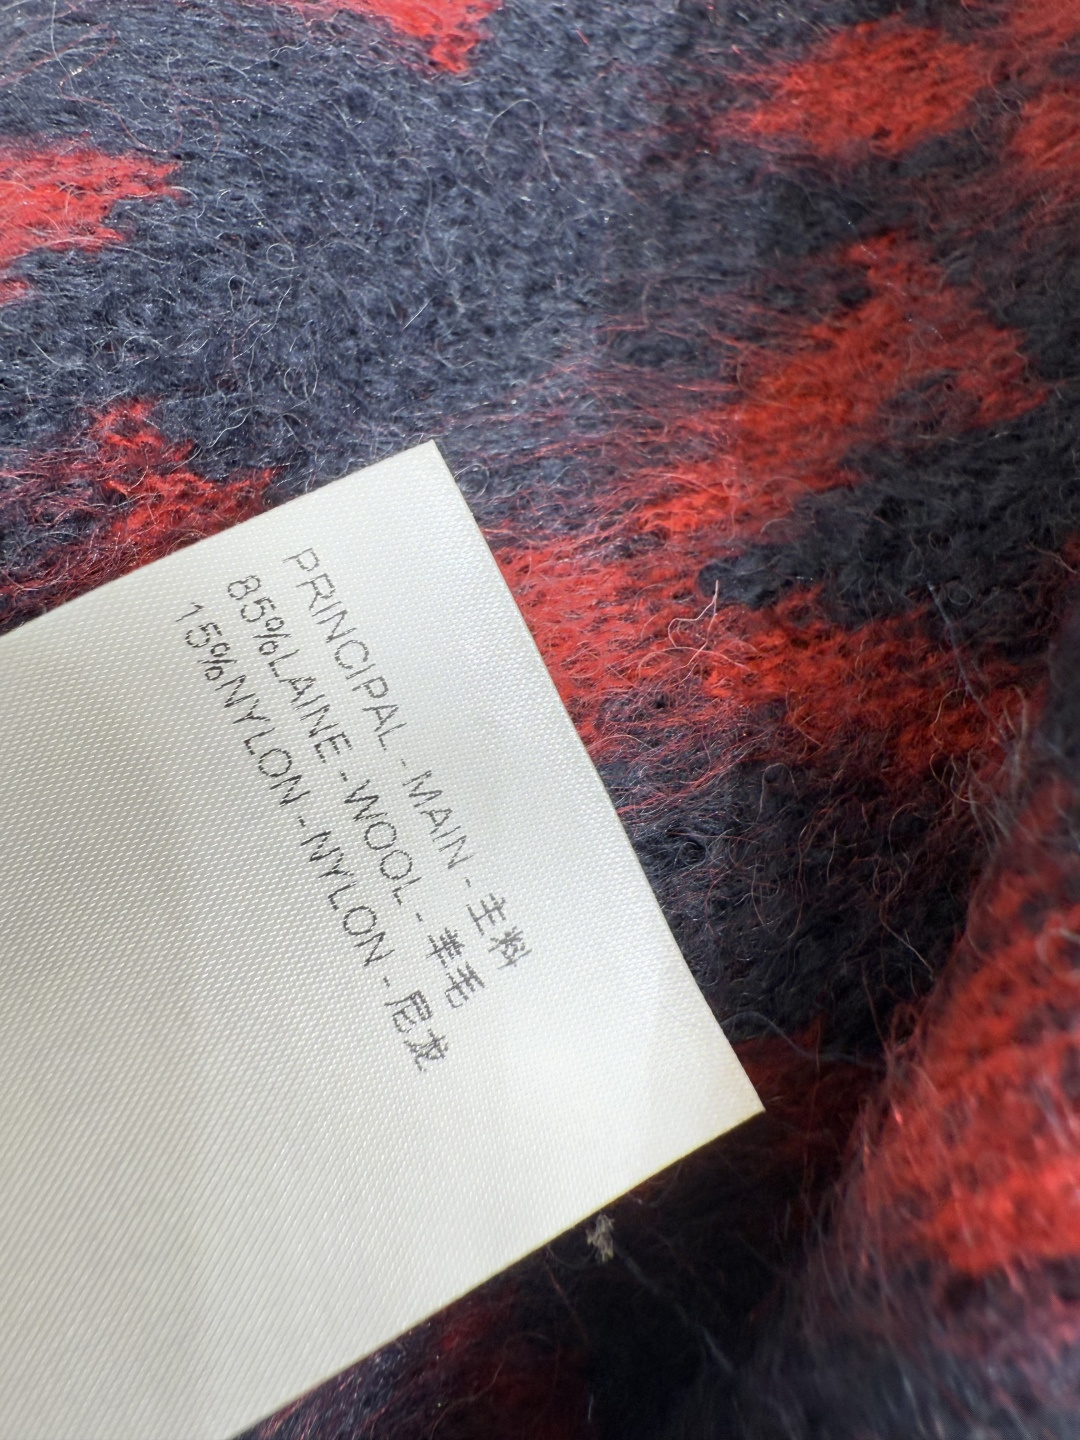 PRINCIPAL - MAIN - 主料
85%LAINE - WOOL - 羊毛
15%NYLON - NYLON - 尼龙